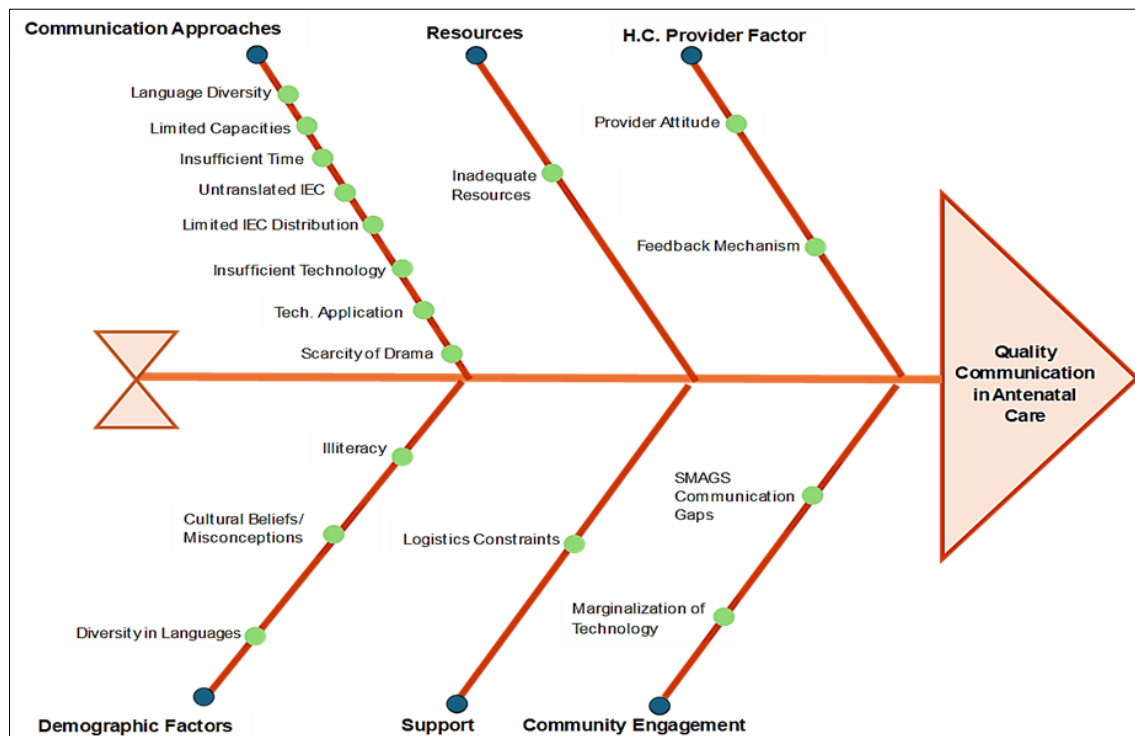 Communication Approaches
Resources
H.C. Provider Factor
Language Diversity
Limited Capacities
Insufficient Time
Untranslated IEC
Limited IEC Distribution
Insufficient Technology
Tech. Application
Scarcity of Drama
Inadequate
Resources
Provider Attitude
Feedback Mechanism
Quality
Communication
in Antenatal
Care
Illiteracy
Cultural Beliefs/
Misconceptions
Diversity in Languages
Logistics Constraints
SMAGS
Communication
Gaps
Marginalization of
Technology
Demographic Factors
Support
Community Engagement